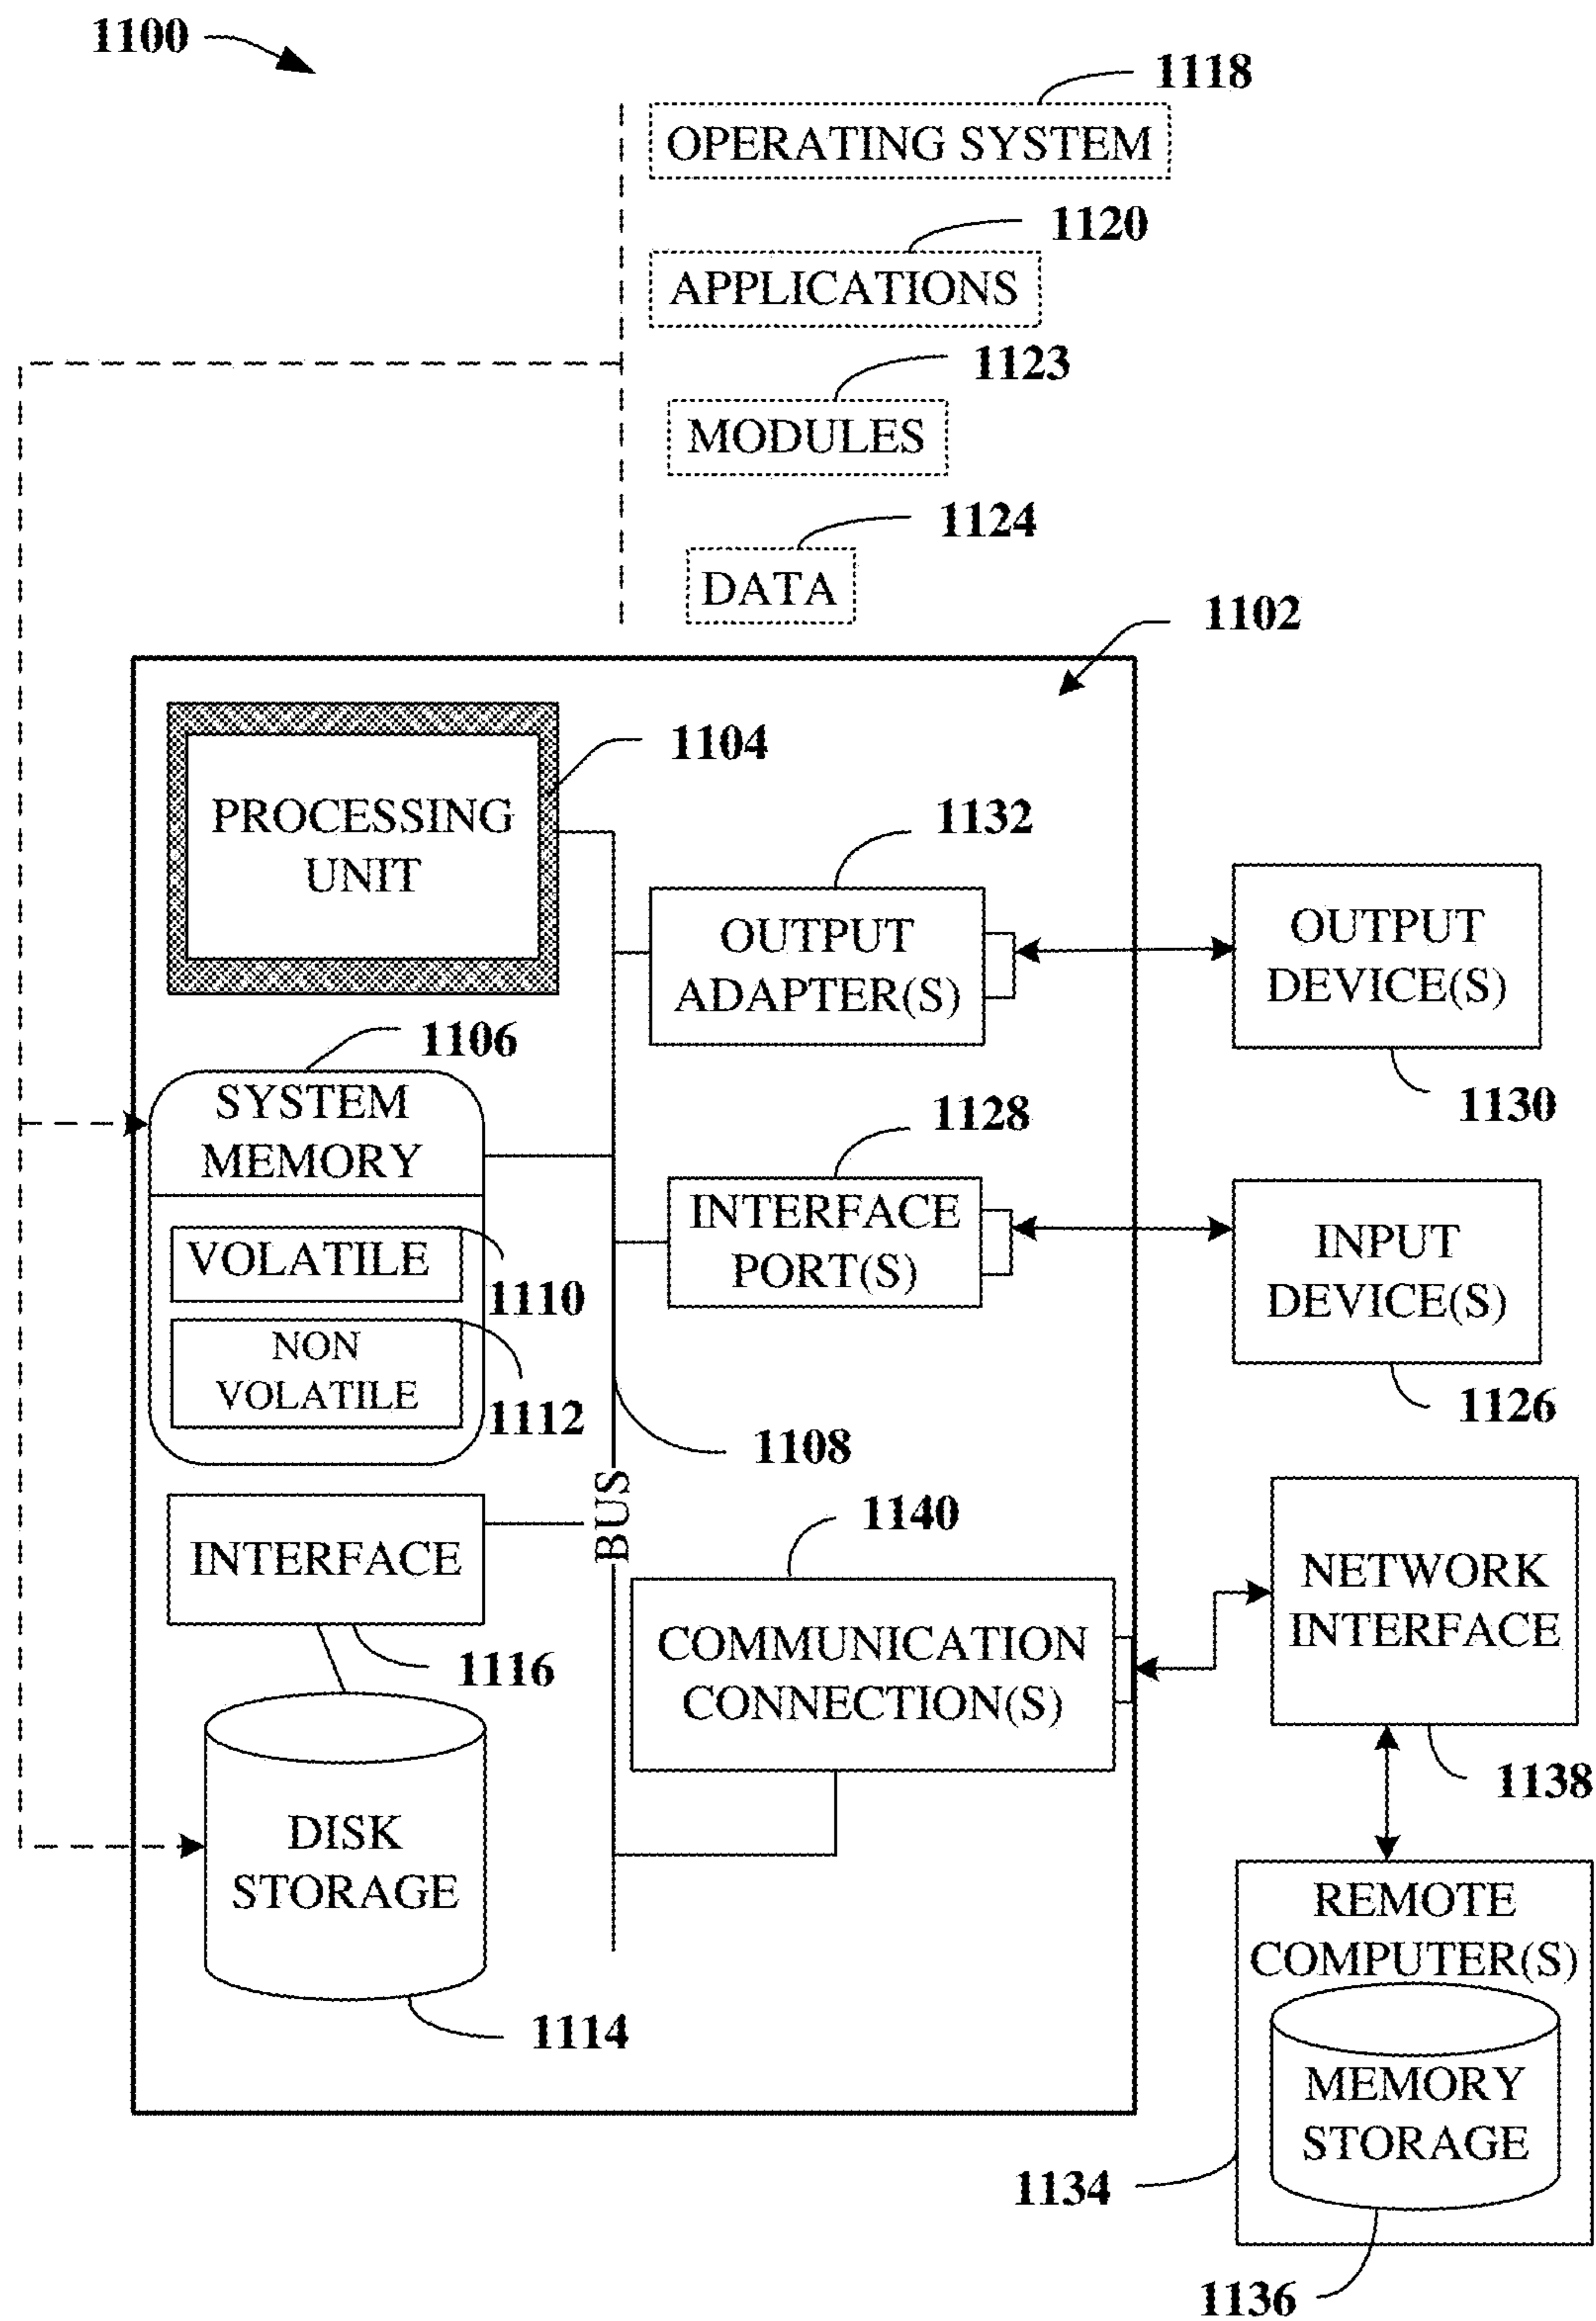 1100
1118
OPERATING SYSTEM
1120
APPLICATIONS
1123
MODULES
1124
DATA
1102
PROCESSING
UNIT
1104
1132
OUTPUT
ADAPTER(S)
OUTPUT
DEVICE(S)
1130
1106
SYSTEM
MEMORY
VOLATILE
1110
NON
VOLATILE
1112
1128
INTERFACE
PORT(S)
INPUT
DEVICE(S)
1126
1108
BUS
INTERFACE
1116
1140
COMMUNICATION
CONNECTION(S)
NETWORK
INTERFACE
1138
DISK
STORAGE
1114
REMOTE
COMPUTER(S)
MEMORY
STORAGE
1134
1136